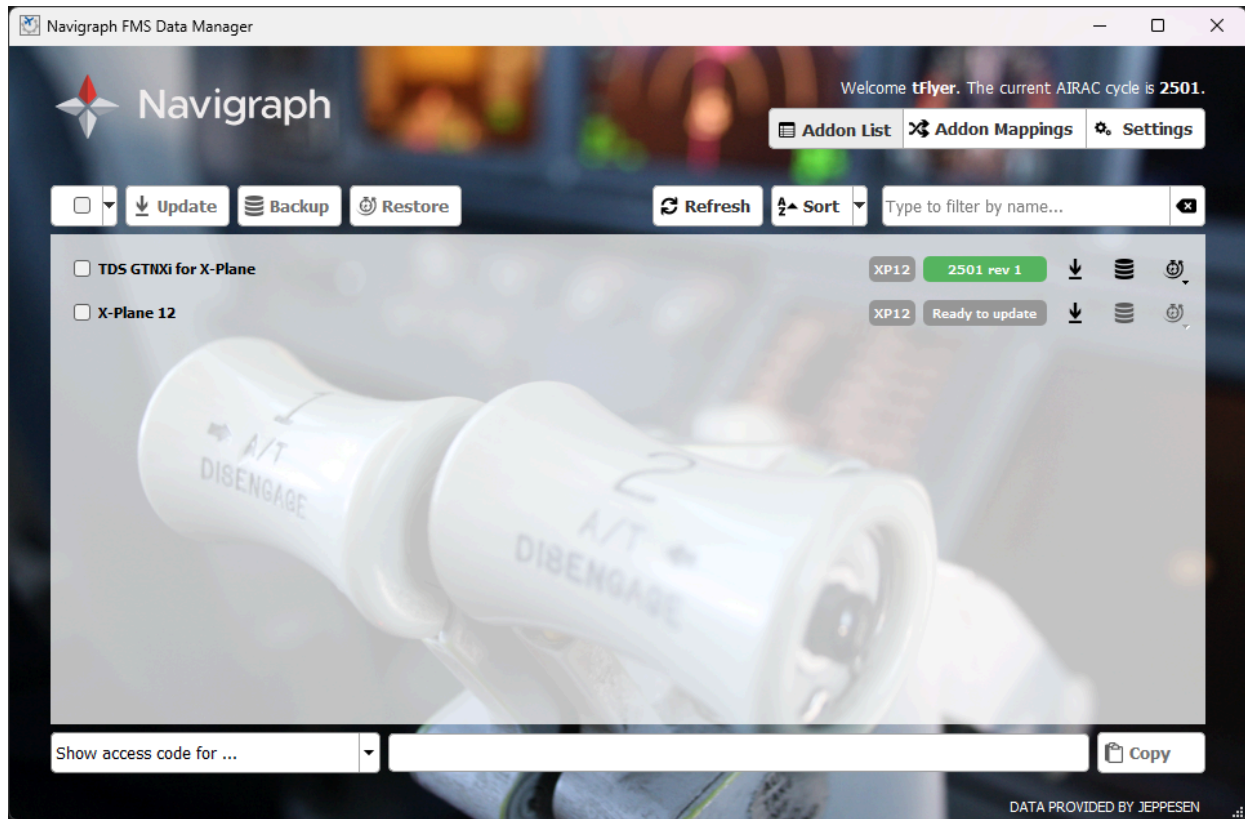 Navigraph FMS Data Manager
Navigraph
Welcome tFlyer. The current AIRAC cycle is 2501.
Addon List Addon Mappings Settings
Update Backup Restore Refresh A Z Sort Type to filter by name...
TDS GTNXi for X-Plane XP12 2501 rev 1
X-Plane 12 XP12 Ready to update
1
A/T
DISENGAGE
2
A/T
DISENGAGE
Show access code for ... Copy
DATA PROVIDED BY JEPPESEN